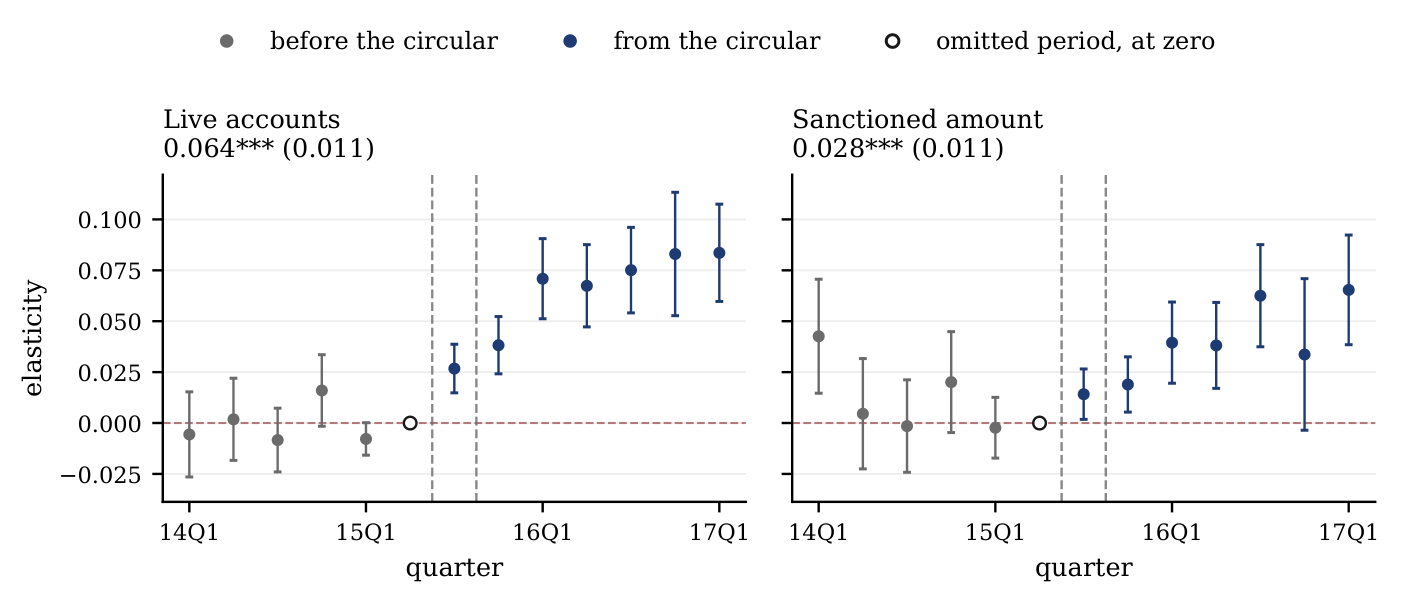 before the circular
from the circular
omitted period, at zero
Live accounts
0.064*** (0.011)
Sanctioned amount
0.028*** (0.011)
elasticity
0.100
0.075
0.050
0.025
0.000
−0.025
14Q1
15Q1
16Q1
17Q1
14Q1
15Q1
16Q1
17Q1
quarter
quarter